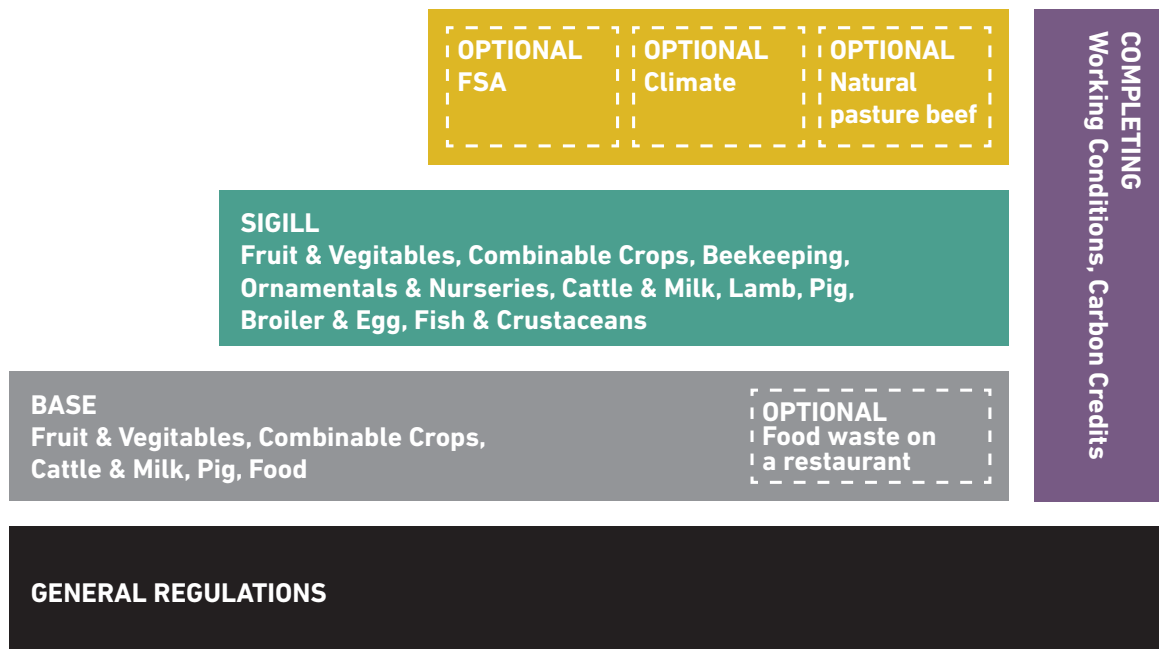 OPTIONAL
FSA
OPTIONAL
Climate
OPTIONAL
Natural
pasture beef
COMPLETING
Working Conditions, Carbon Credits
SIGILL
Fruit & Vegitables, Combinable Crops, Beekeeping,
Ornamentals & Nurseries, Cattle & Milk, Lamb, Pig,
Broiler & Egg, Fish & Crustaceans
BASE
Fruit & Vegitables, Combinable Crops,
Cattle & Milk, Pig, Food
OPTIONAL
Food waste on
a restaurant
GENERAL REGULATIONS